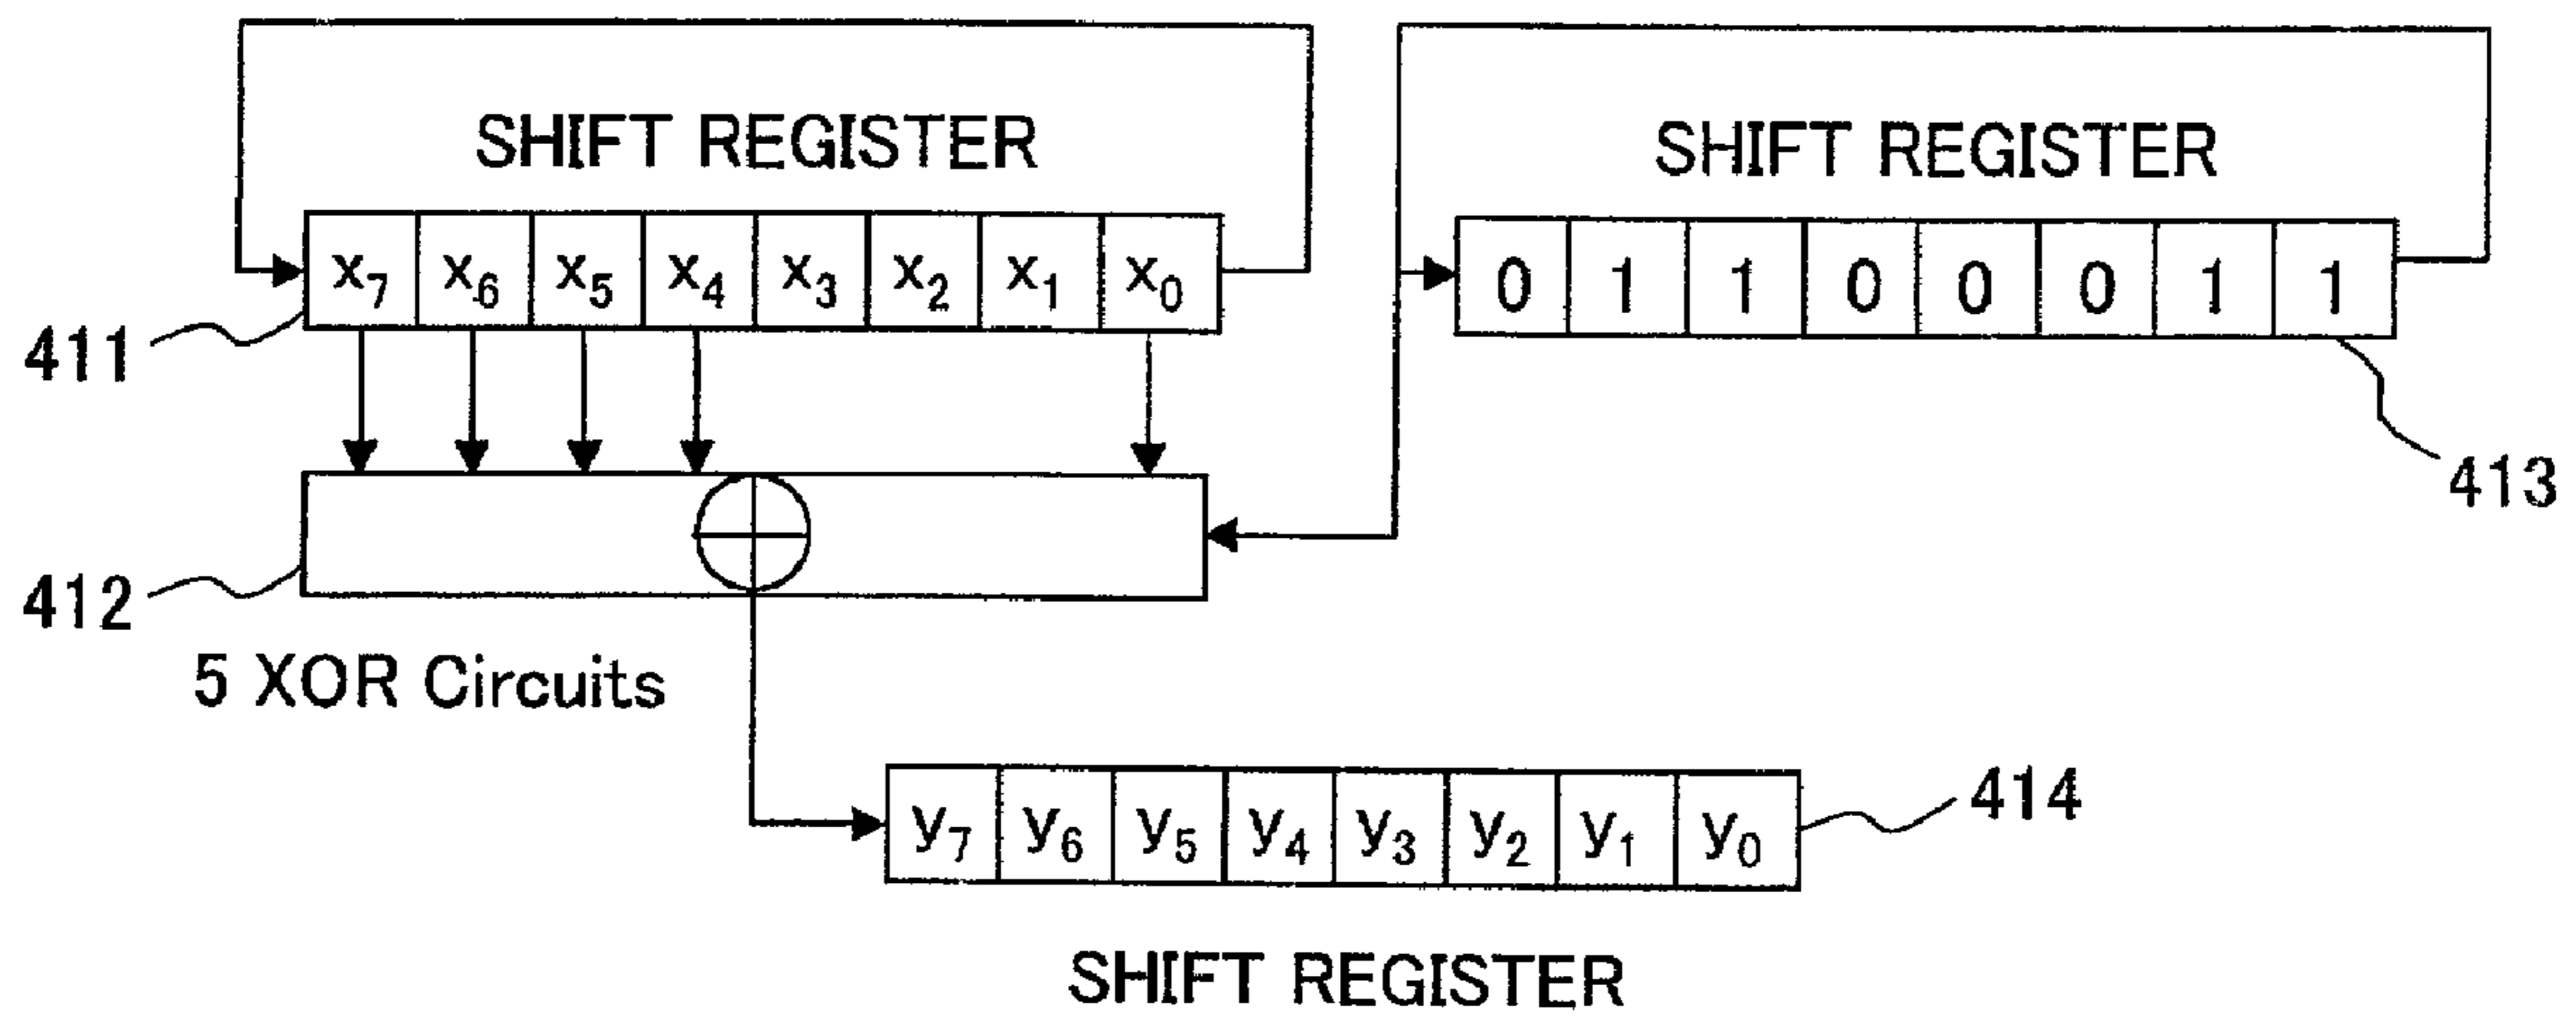 SHIFT REGISTER
SHIFT REGISTER
x₇ x₆ x₅ x₄ x₃ x₂ x₁ x₀
0 1 1 0 0 0 1 1
411
413
412
5 XOR Circuits
y₇ y₆ y₅ y₄ y₃ y₂ y₁ y₀
414
SHIFT REGISTER